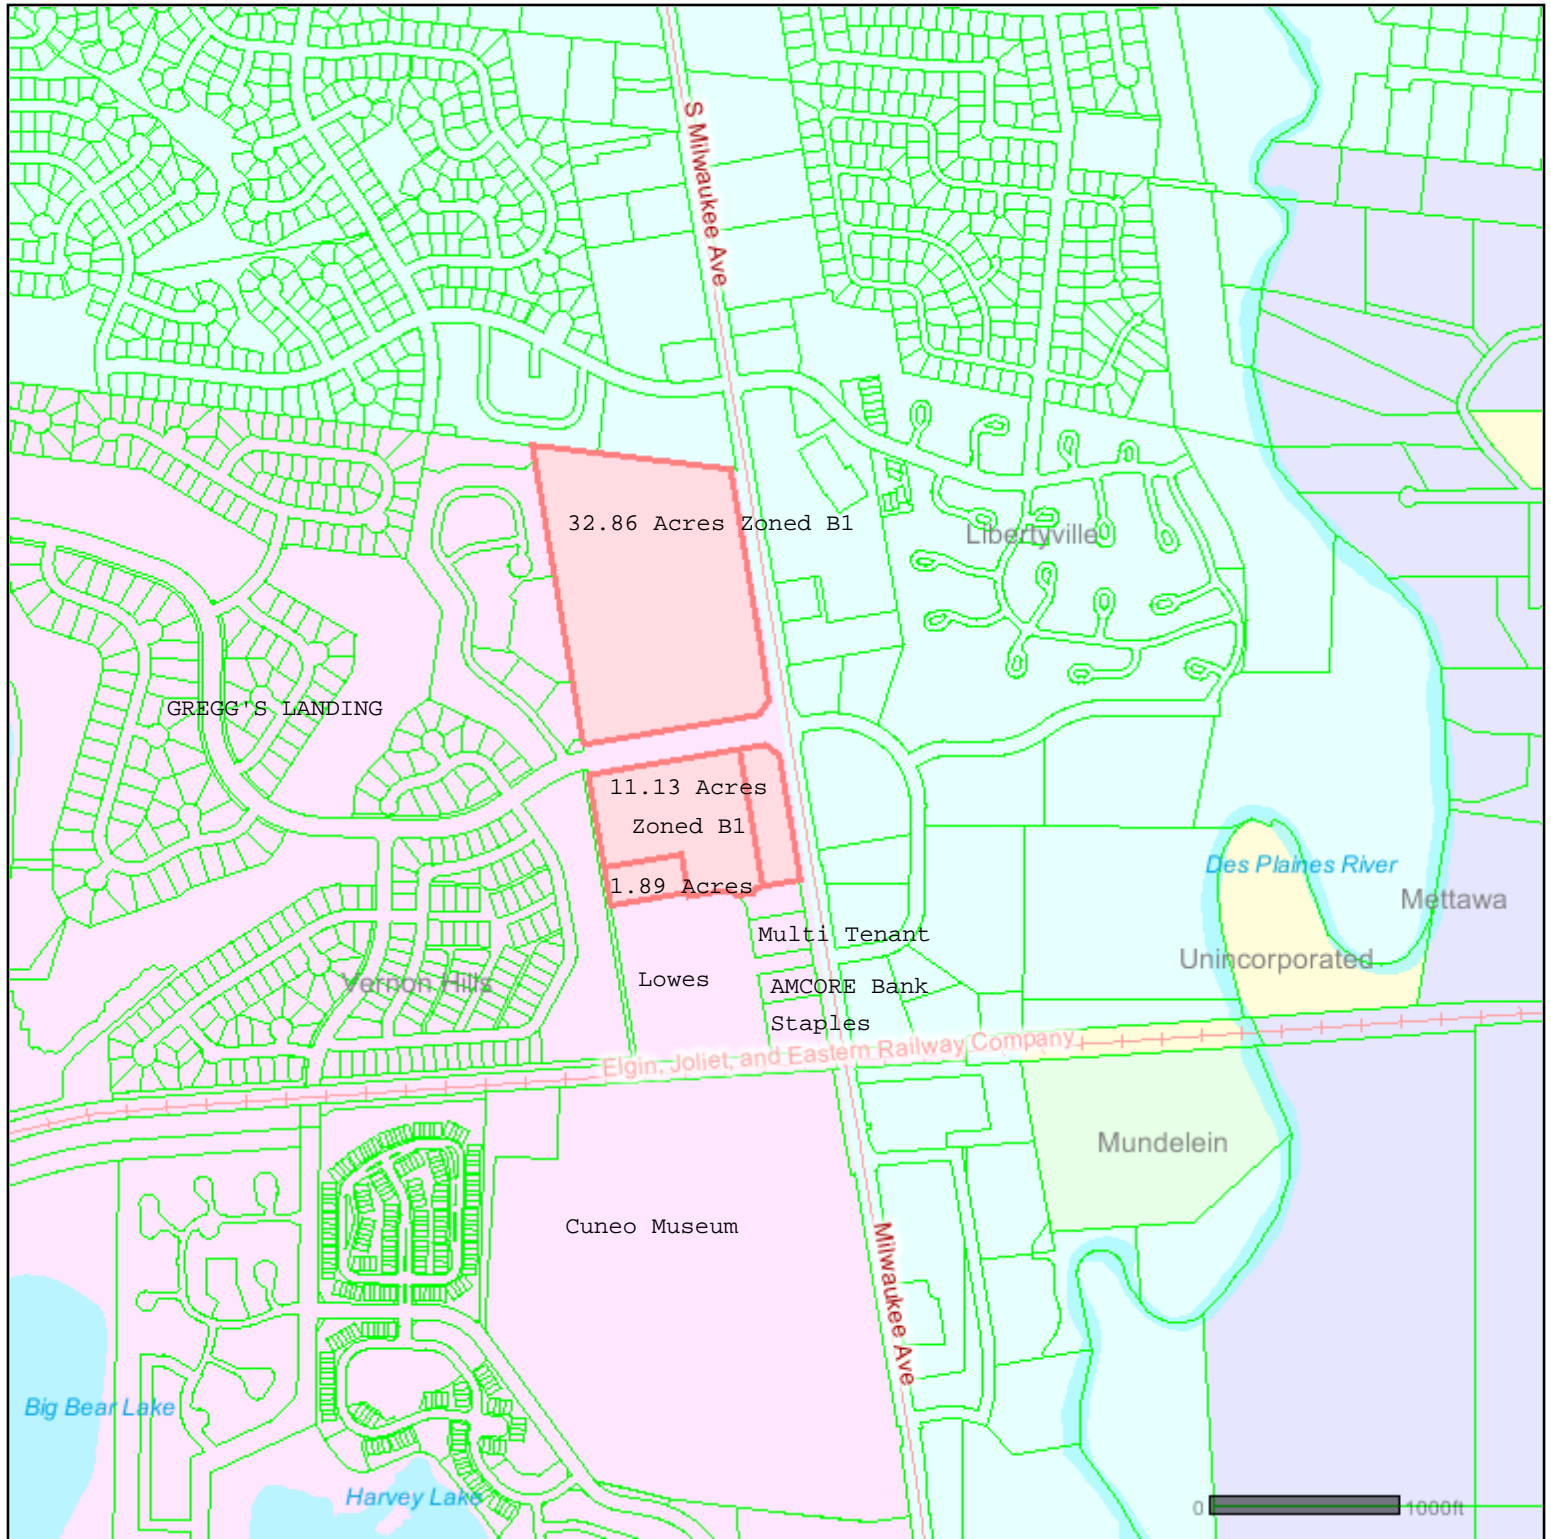 S Milwaukee Ave
32.86 Acres Zoned B1
Libertyville
GREGG'S LANDING
11.13 Acres
Zoned B1
Des Plaines River
1.89 Acres
Mettawa
Multi Tenant
Unincorporated
Vernon Hills
Lowes
AMCORE Bank
Staples
Elgin, Joliet, and Eastern Railway Company
Mundelein
Cuneo Museum
Milwaukee Ave
Big Bear Lake
Harvey Lake
0 1000ft